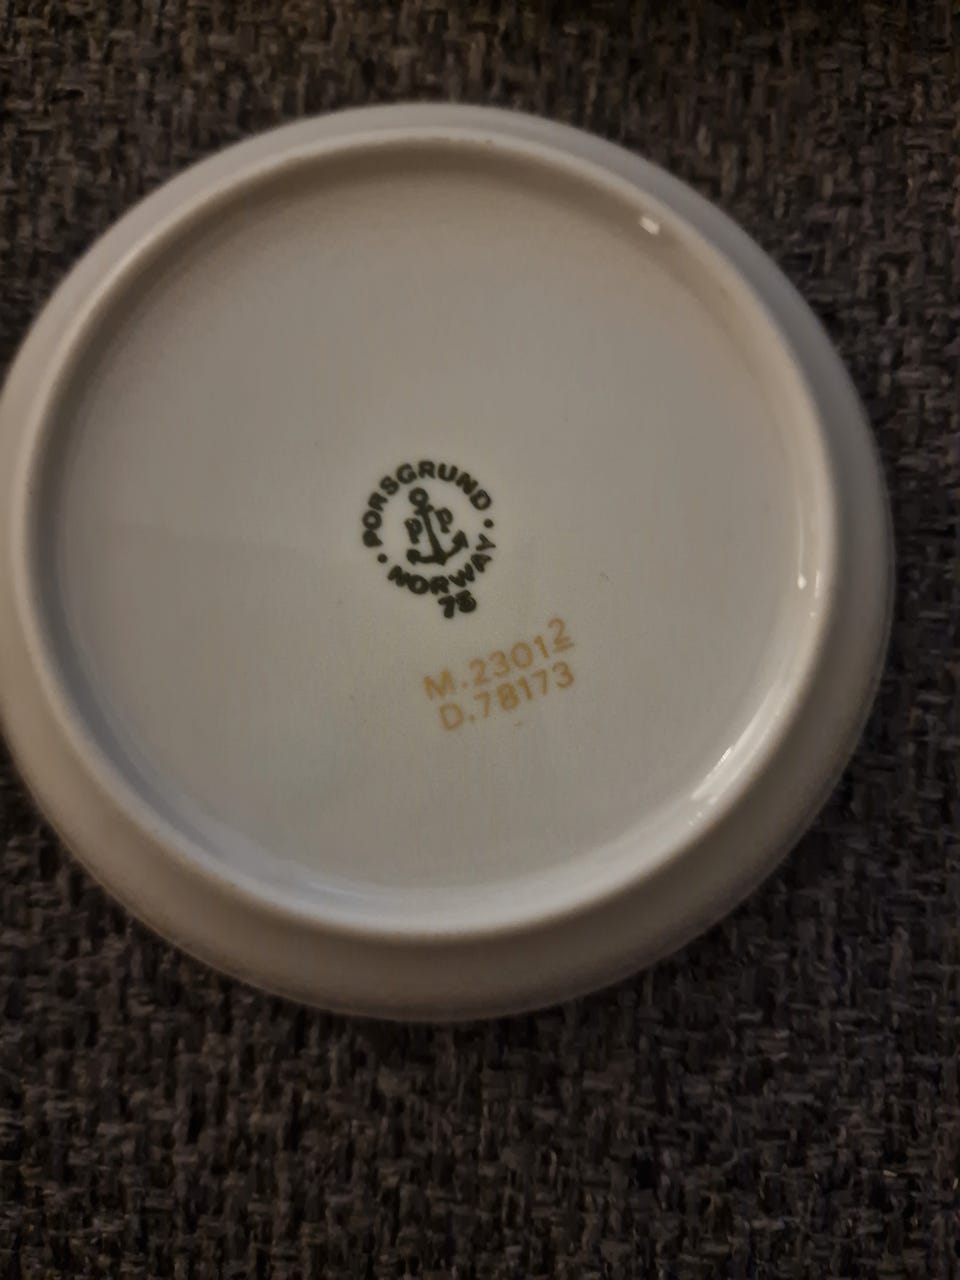 PORSGRUND
P P
NORWAY
75
M.23012
D.78173